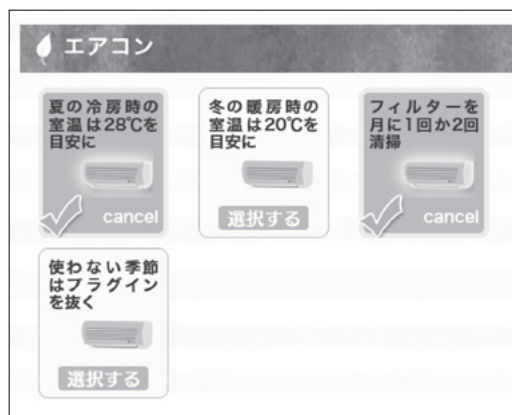 エアコン
夏の冷房時の
室温は28℃を
目安に
cancel
冬の暖房時の
室温は20℃を
目安に
選択する
フィルターを
月に1回か2回
清掃
cancel
使わない季節
はプラグイン
を抜く
選択する